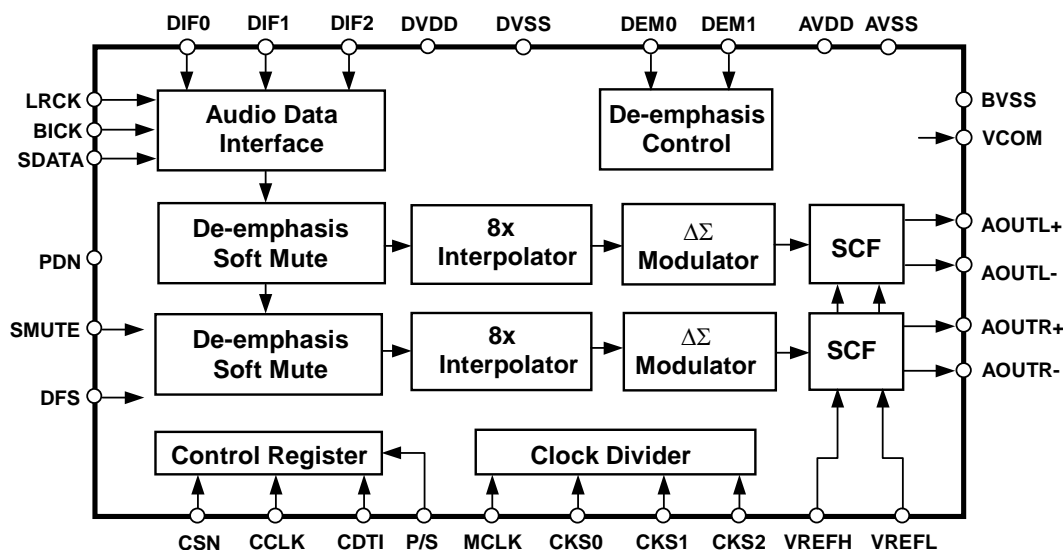 DIF0 DIF1 DIF2 DVDD DVSS DEM0 DEM1 AVDD AVSS
LRCK
BICK
SDATA
Audio Data
Interface
De-emphasis
Control
BVSS
VCOM
De-emphasis
Soft Mute
8x
Interpolator
ΔΣ
Modulator
SCF
AOUTL+
AOUTL-
PDN
SMUTE
De-emphasis
Soft Mute
8x
Interpolator
ΔΣ
Modulator
SCF
AOUTR+
AOUTR-
DFS
Control Register
Clock Divider
CSN CCLK CDTI P/S MCLK CKS0 CKS1 CKS2 VREFH VREFL